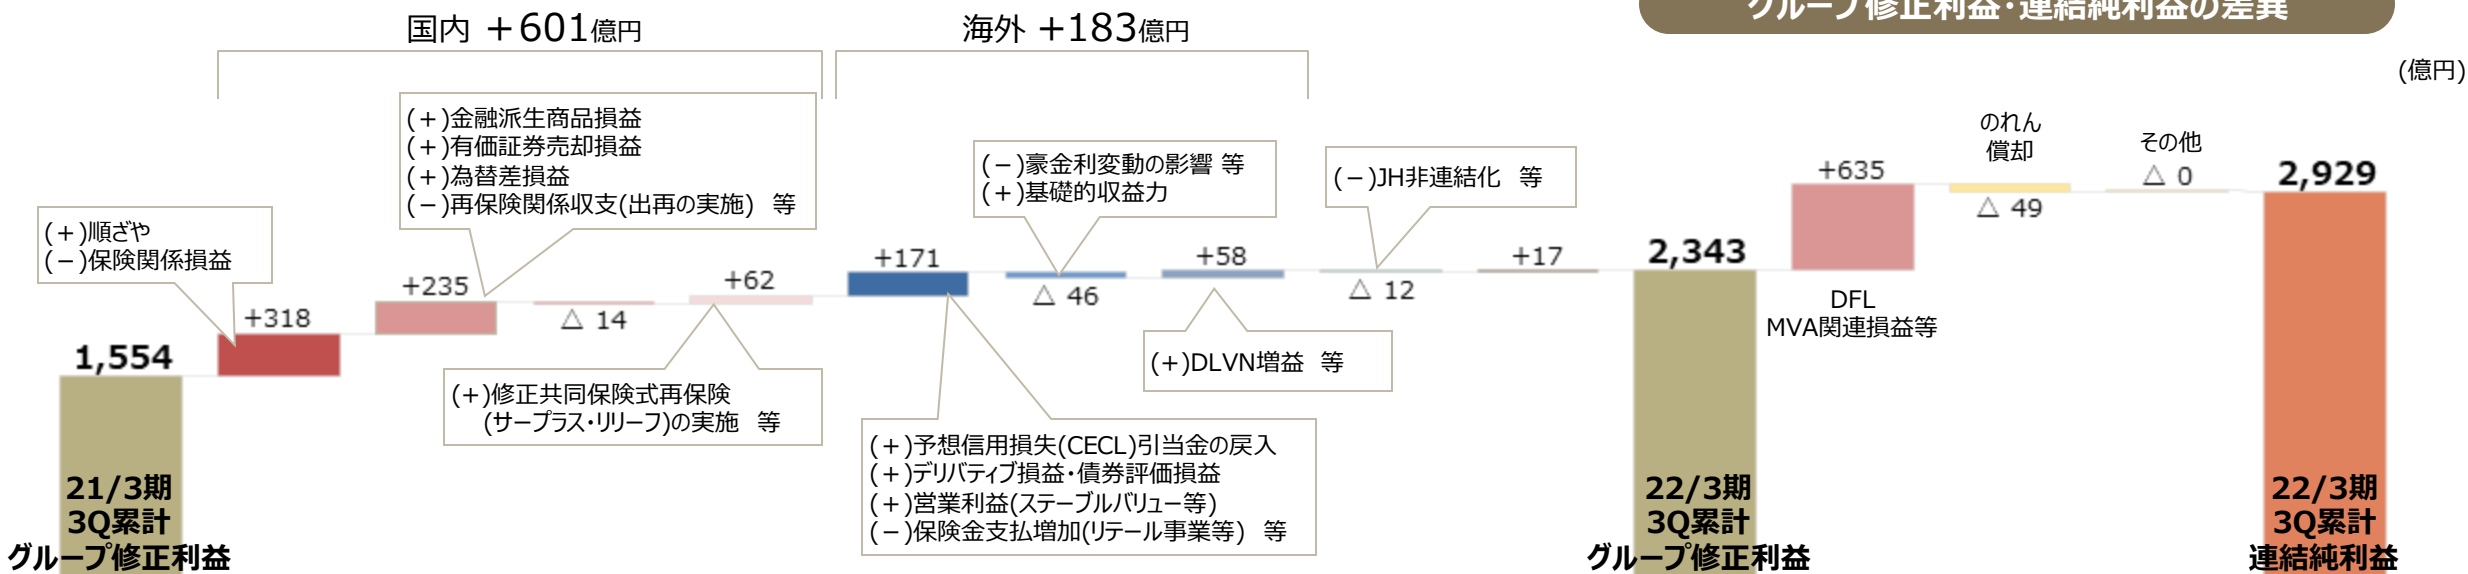 グループ修正利益・連結純利益の差異
(億円)
国内 +601億円
海外 +183億円
(+)順ざや
(-)保険関係損益
(+)金融派生商品損益
(+)有価証券売却損益
(+)為替差損益
(-)再保険関係収支(出再の実施) 等
(-)豪金利変動の影響 等
(+)基礎的収益力
(-)JH非連結化 等
1,554
+318
+235
△ 14
+62
+171
△ 46
+58
△ 12
+17
2,343
+635
のれん
償却
△ 49
その他
△ 0
2,929
DFL
MVA関連損益等
(+)修正共同保険式再保険
(サープラス・リリーフ)の実施 等
(+)DLVN増益 等
(+)予想信用損失(CECL)引当金の戻入
(+)デリバティブ損益・債券評価損益
(+)営業利益(ステーブルバリュー等)
(-)保険金支払増加(リテール事業等) 等
21/3期
3Q累計
グループ修正利益
22/3期
3Q累計
グループ修正利益
22/3期
3Q累計
連結純利益